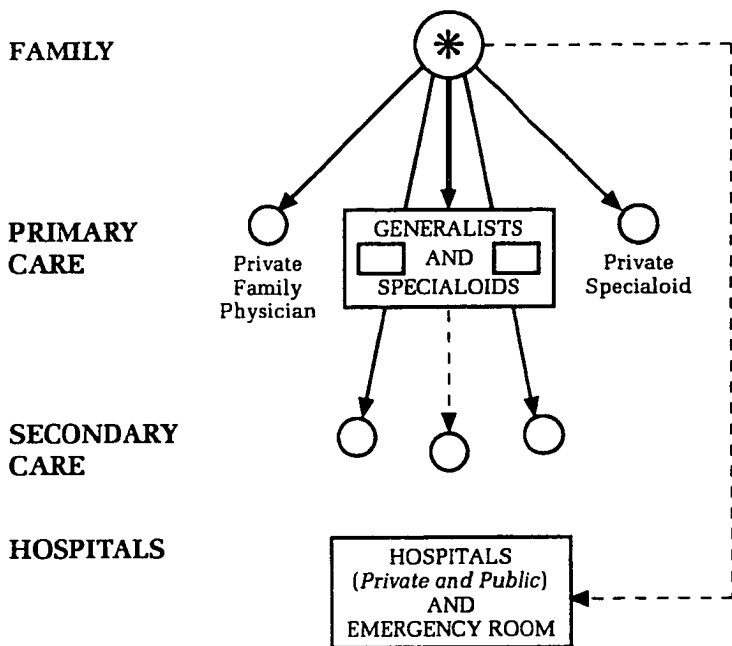 FAMILY
PRIMARY
CARE
Private
Family
Physician
GENERALISTS
AND
SPECIALOIDS
Private
Specialoid
SECONDARY
CARE
HOSPITALS
HOSPITALS
(Private and Public)
AND
EMERGENCY ROOM